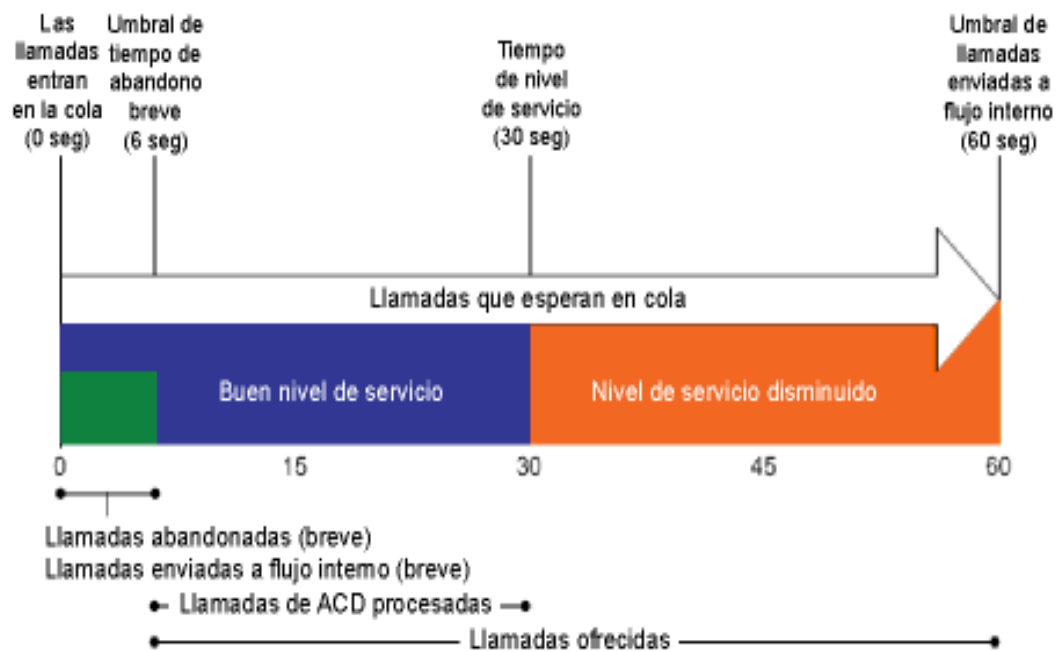 Las
llamadas
entran
en la cola
(0 seg)
Umbral de
tiempo de
abandono
breve
(6 seg)
Tiempo
de nivel
de servicio
(30 seg)
Umbral de
llamadas
enviadas a
flujo interno
(60 seg)
Llamadas que esperan en cola
Buen nivel de servicio
Nivel de servicio disminuido
0 15 30 45 60
Llamadas abandonadas (breve)
Llamadas enviadas a flujo interno (breve)
Llamadas de ACD procesadas
Llamadas ofrecidas